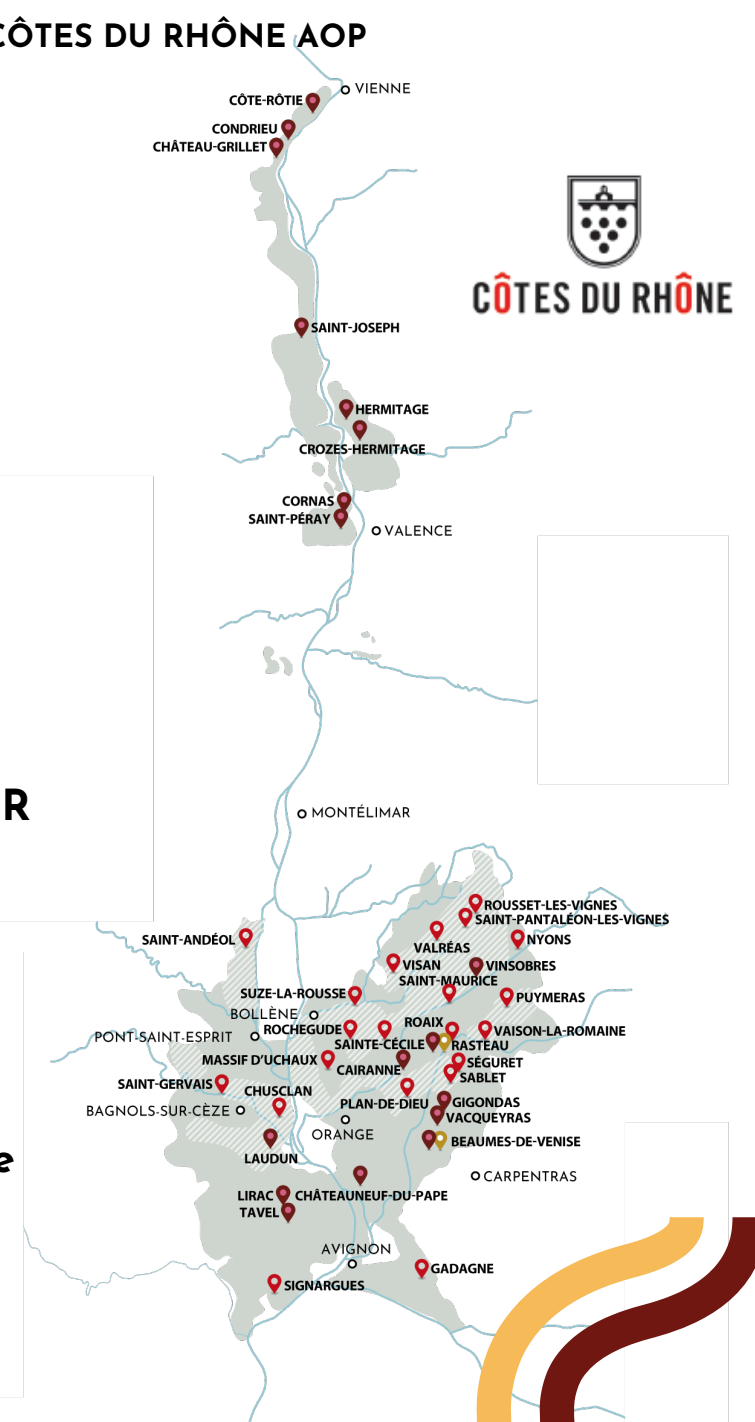 CÔTES DU RHÔNE AOP
VIENNE
CÔTE-RÔTIE
CONDRIEU
CHÂTEAU-GRILLET
CÔTES DU RHÔNE
SAINT-JOSEPH
HERMITAGE
CROZES-HERMITAGE
CORNAS
SAINT-PÉRAY
VALENCE
R
MONTÉLIMAR
ROUSSET-LES-VIGNES
SAINT-PANTALÉON-LES-VIGNES
SAINT-ANDÉOL
NYONS
VALRÉAS
VISAN
VINSOBRES
SAINT-MAURICE
SUZE-LA-ROUSSE
PUYMERAS
BOLLÈNE
ROCHEGUDE
ROAIX
VAISON-LA-ROMAINE
PONT-SAINT-ESPRIT
SAINTE-CÉCILE
RASTEAU
MASSIF D'UCHAUX
CAIRANNE
SÉGURET
SABLET
SAINT-GERVAIS
CHUSCLAN
PLAN-DE-DIEU
GIGONDAS
BAGNOLS-SUR-CÈZE
VACQUEYRAS
ORANGE
BEAUMES-DE-VENISE
LAUDUN
e
CARPENTRAS
LIRAC
CHÂTEAUNEUF-DU-PAPE
TAVEL
AVIGNON
GADAGNE
SIGNARGUES